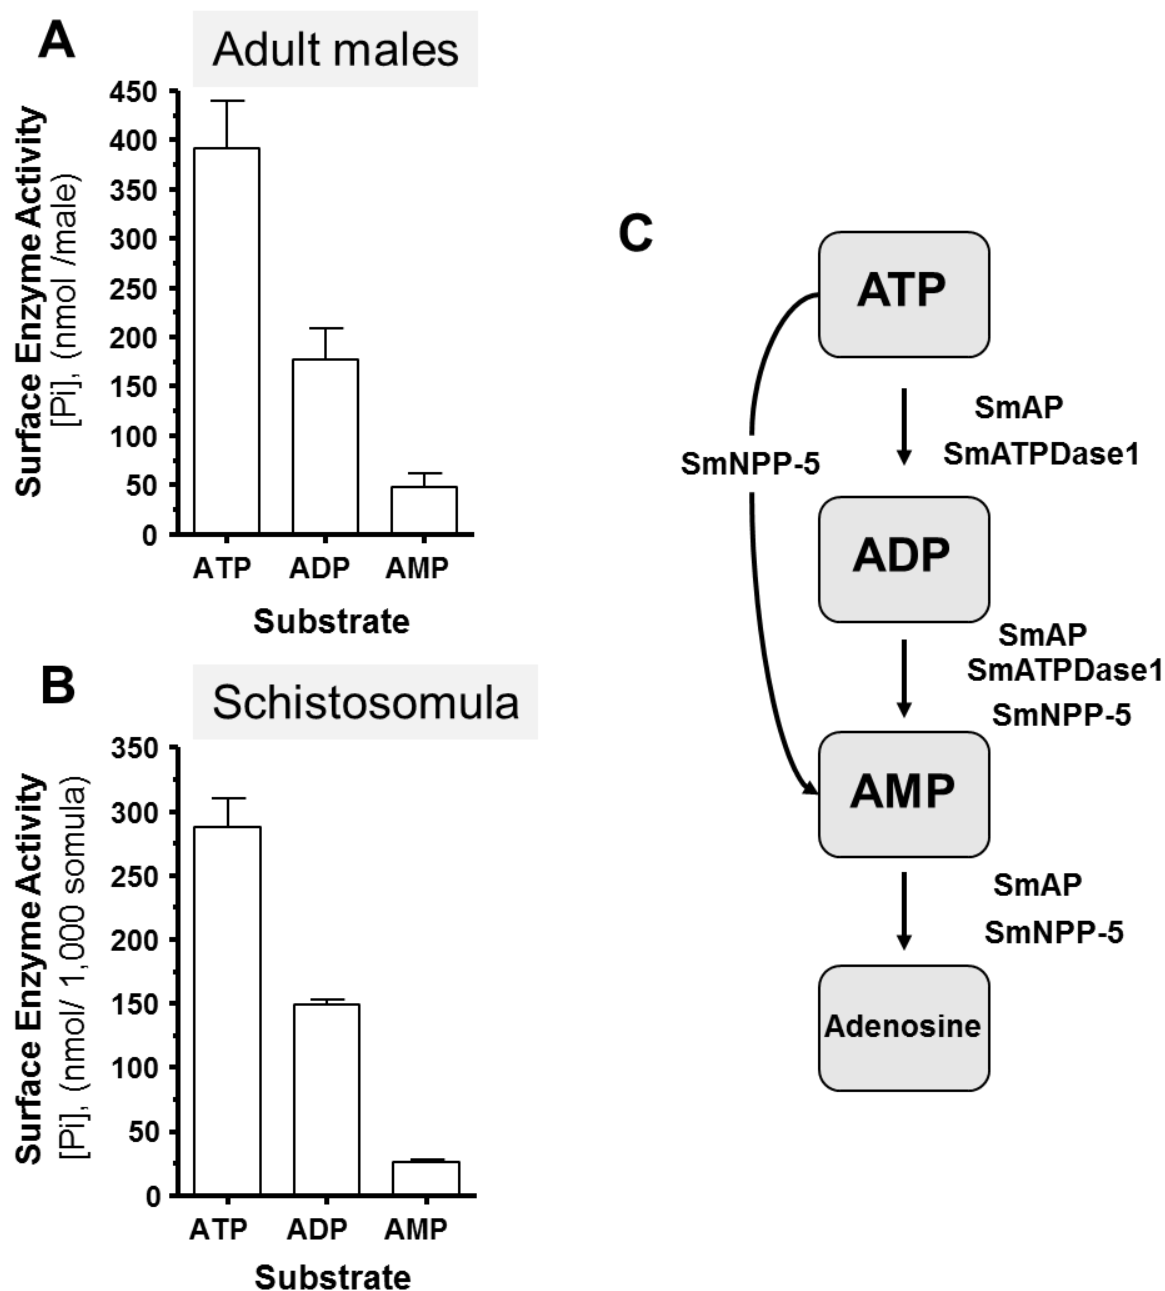 A
Adult males
Surface Enzyme Activity
[Pi], (nmol /male)
450
400
350
300
250
200
150
100
50
0
ATP ADP AMP
Substrate
B
Schistosomula
Surface Enzyme Activity
[Pi], (nmol/ 1,000 somula)
350
300
250
200
150
100
50
0
ATP ADP AMP
Substrate
C
ATP
SmAP
SmATPDase1
SmNPP-5
ADP
SmAP
SmATPDase1
SmNPP-5
AMP
SmAP
SmNPP-5
Adenosine